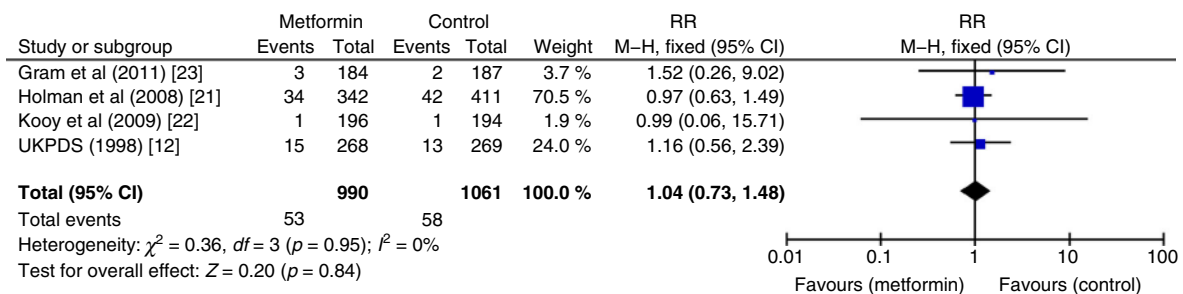 Metformin Control RR RR
Study or subgroup Events Total Events Total Weight M–H, fixed (95% CI) M–H, fixed (95% CI)
Gram et al (2011) [23] 3 184 2 187 3.7 % 1.52 (0.26, 9.02)
Holman et al (2008) [21] 34 342 42 411 70.5 % 0.97 (0.63, 1.49)
Kooy et al (2009) [22] 1 196 1 194 1.9 % 0.99 (0.06, 15.71)
UKPDS (1998) [12] 15 268 13 269 24.0 % 1.16 (0.56, 2.39)
Total (95% CI) 990 1061 100.0 % 1.04 (0.73, 1.48)
Total events 53 58
Heterogeneity: χ² = 0.36, df = 3 (p = 0.95); I² = 0%
Test for overall effect: Z = 0.20 (p = 0.84)
0.01 0.1 1 10 100
Favours (metformin) Favours (control)